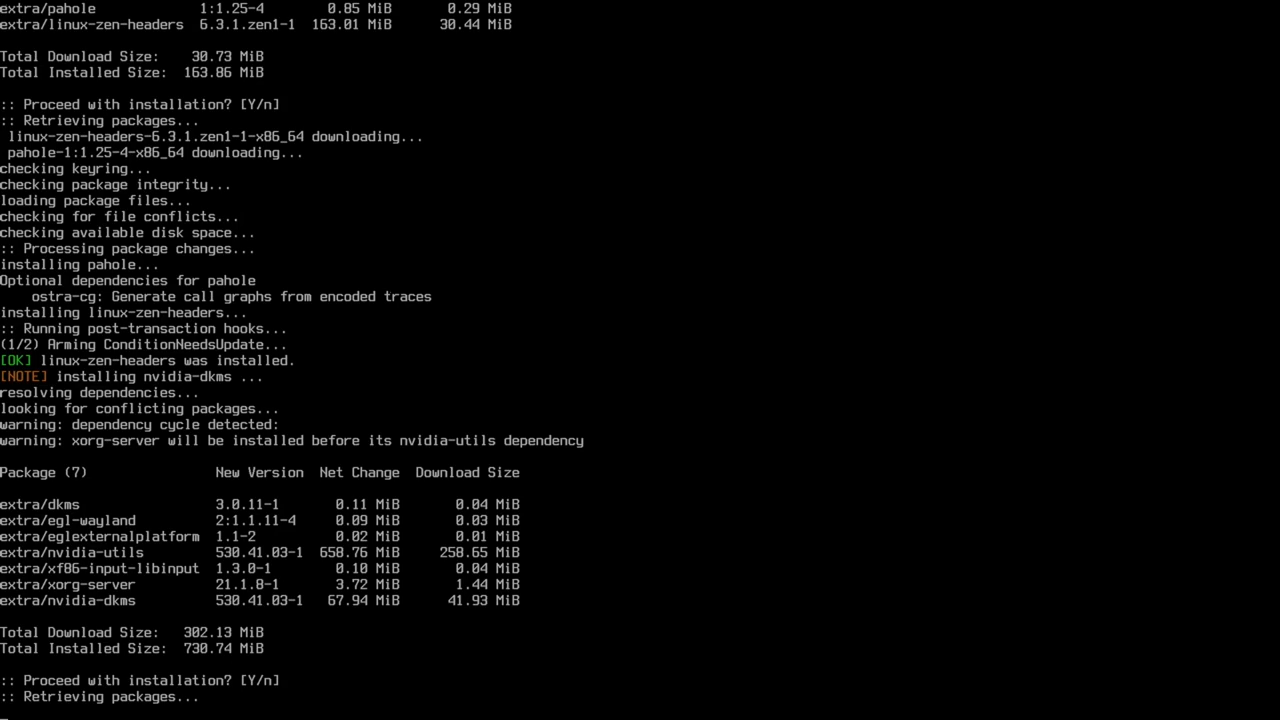 extra/pahole 1:1.25-4 0.85 MiB 0.29 MiB
extra/linux-zen-headers 6.3.1.zen1-1 163.01 MiB 30.44 MiB
Total Download Size: 30.73 MiB
Total Installed Size: 163.86 MiB
:: Proceed with installation? [Y/n]
:: Retrieving packages...
linux-zen-headers-6.3.1.zen1-1-x86_64 downloading...
pahole-1:1.25-4-x86_64 downloading...
checking keyring...
checking package integrity...
loading package files...
checking for file conflicts...
checking available disk space...
:: Processing package changes...
installing pahole...
Optional dependencies for pahole
ostra-cg: Generate call graphs from encoded traces
installing linux-zen-headers...
:: Running post-transaction hooks...
(1/2) Arming ConditionNeedsUpdate...
[OK] linux-zen-headers was installed.
[NOTE] installing nvidia-dkms ...
resolving dependencies...
looking for conflicting packages...
warning: dependency cycle detected:
warning: xorg-server will be installed before its nvidia-utils dependency
Package (7) New Version Net Change Download Size
extra/dkms 3.0.11-1 0.11 MiB 0.04 MiB
extra/egl-wayland 2:1.1.11-4 0.09 MiB 0.03 MiB
extra/eglexternalplatform 1.1-2 0.02 MiB 0.01 MiB
extra/nvidia-utils 530.41.03-1 658.76 MiB 258.65 MiB
extra/xf86-input-libinput 1.3.0-1 0.10 MiB 0.04 MiB
extra/xorg-server 21.1.8-1 3.72 MiB 1.44 MiB
extra/nvidia-dkms 530.41.03-1 67.94 MiB 41.93 MiB
Total Download Size: 302.13 MiB
Total Installed Size: 730.74 MiB
:: Proceed with installation? [Y/n]
:: Retrieving packages...